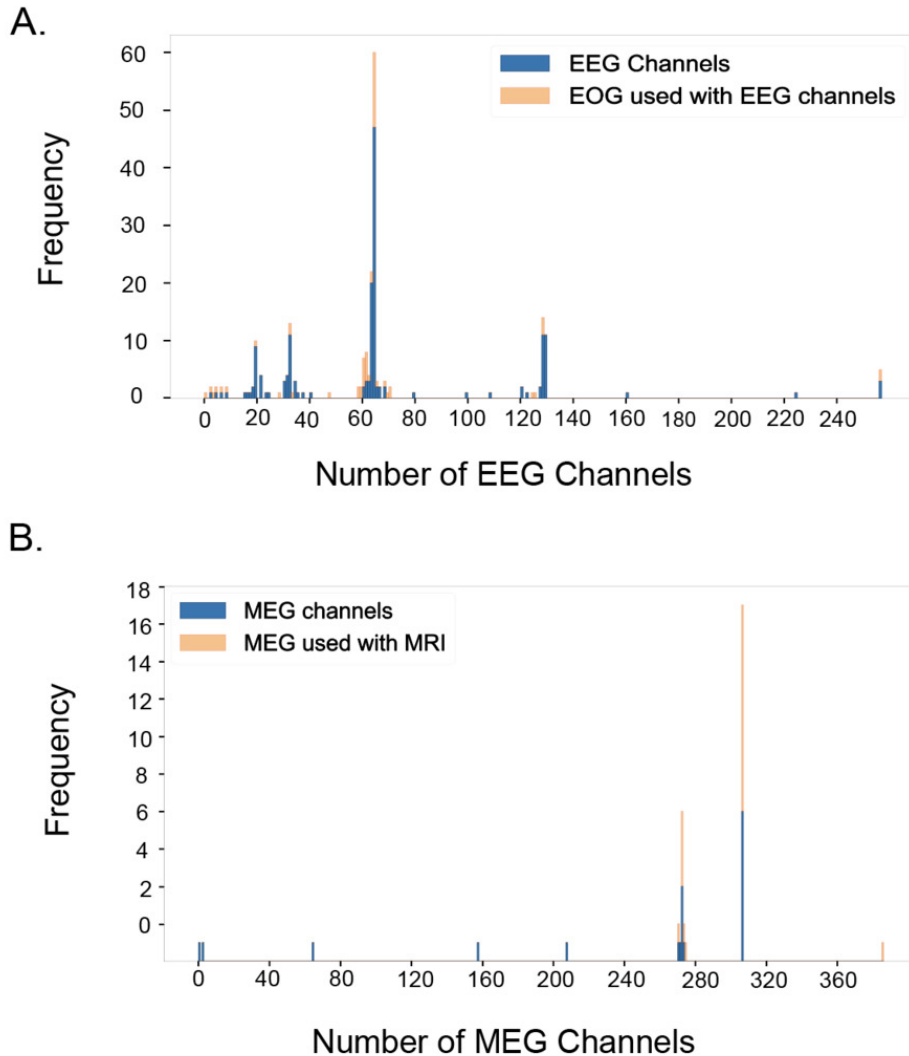 A.
EEG Channels
EOG used with EEG channels
Frequency
60
50
40
30
20
10
0
0 20 40 60 80 100 120 140 160 180 200 220 240
Number of EEG Channels
B.
MEG channels
MEG used with MRI
Frequency
18
16
14
12
10
8
6
4
2
0
0 40 80 120 160 200 240 280 320 360
Number of MEG Channels